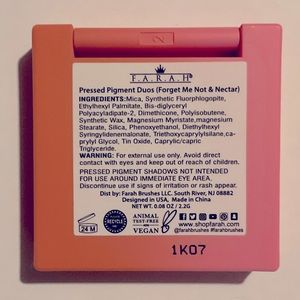 F.A.R.A.H
Pressed Pigment Duos (Forget Me Not & Nectar)
INGREDIENTS:Mica, Synthetic Fluorphlogopite,
Ethylhexyl Palmitate, Bis-diglyceryl
Polyacyladipate-2, Dimethicone, Polyisobutene,
Synthetic Wax, Magnesium Myristate,magnesium
Stearate, Silica, Phenoxyethanol, Diethylhexyl
Syringylidenemalonate, Triethoxycaprylylsilane,ca-
prylyl Glycol, Tin Oxide, Caprylic/capric
Triglyceride.
WARNING: For external use only. Avoid direct
contact with eyes and keep out of reach of children.
PRESSED PIGMENT SHADOWS NOT INTENDED
FOR USE AROUND IMMEDIATE EYE AREA.
Discontinue use if signs of irritation or rash appear.
Dist by: Farah Brushes LLC. South River, NJ 08882
Designed in USA, Made in China
NET WT: 0.08 OZ / 2.2G
24 M
RECYCLE
ANIMAL
TEST-FREE
VEGAN
www.shopfarah.com
@farahbrushes #farahbrushes
1K07